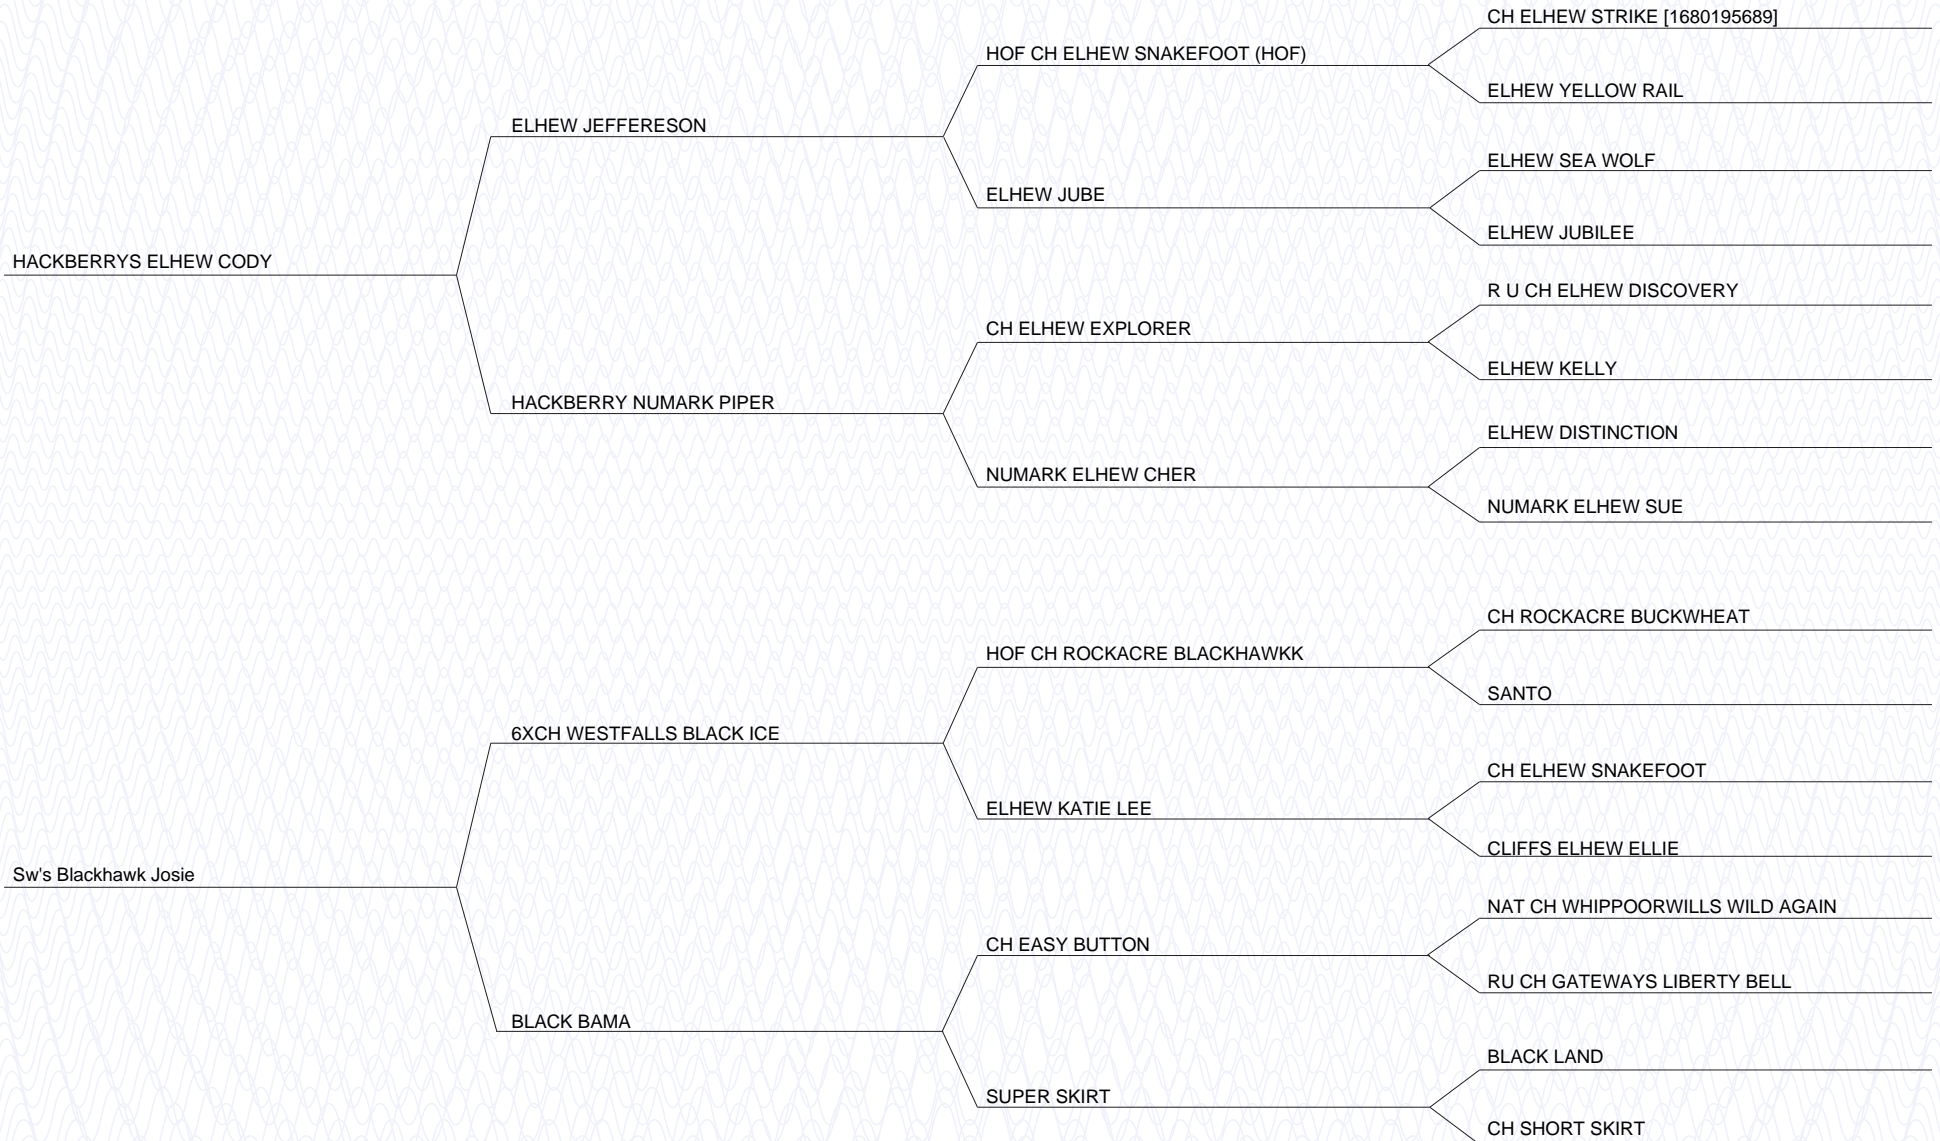 CH ELHEW STRIKE [1680195689]
HOF CH ELHEW SNAKEFOOT (HOF)
ELHEW YELLOW RAIL
ELHEW JEFFERESON
ELHEW SEA WOLF
ELHEW JUBE
ELHEW JUBILEE
HACKBERRYS ELHEW CODY
R U CH ELHEW DISCOVERY
CH ELHEW EXPLORER
ELHEW KELLY
HACKBERRY NUMARK PIPER
ELHEW DISTINCTION
NUMARK ELHEW CHER
NUMARK ELHEW SUE
CH ROCKACRE BUCKWHEAT
HOF CH ROCKACRE BLACKHAWKK
SANTO
6XCH WESTFALLS BLACK ICE
CH ELHEW SNAKEFOOT
ELHEW KATIE LEE
CLIFFS ELHEW ELLIE
Sw's Blackhawk Josie
NAT CH WHIPPOORWILLS WILD AGAIN
CH EASY BUTTON
RU CH GATEWAYS LIBERTY BELL
BLACK BAMA
BLACK LAND
SUPER SKIRT
CH SHORT SKIRT